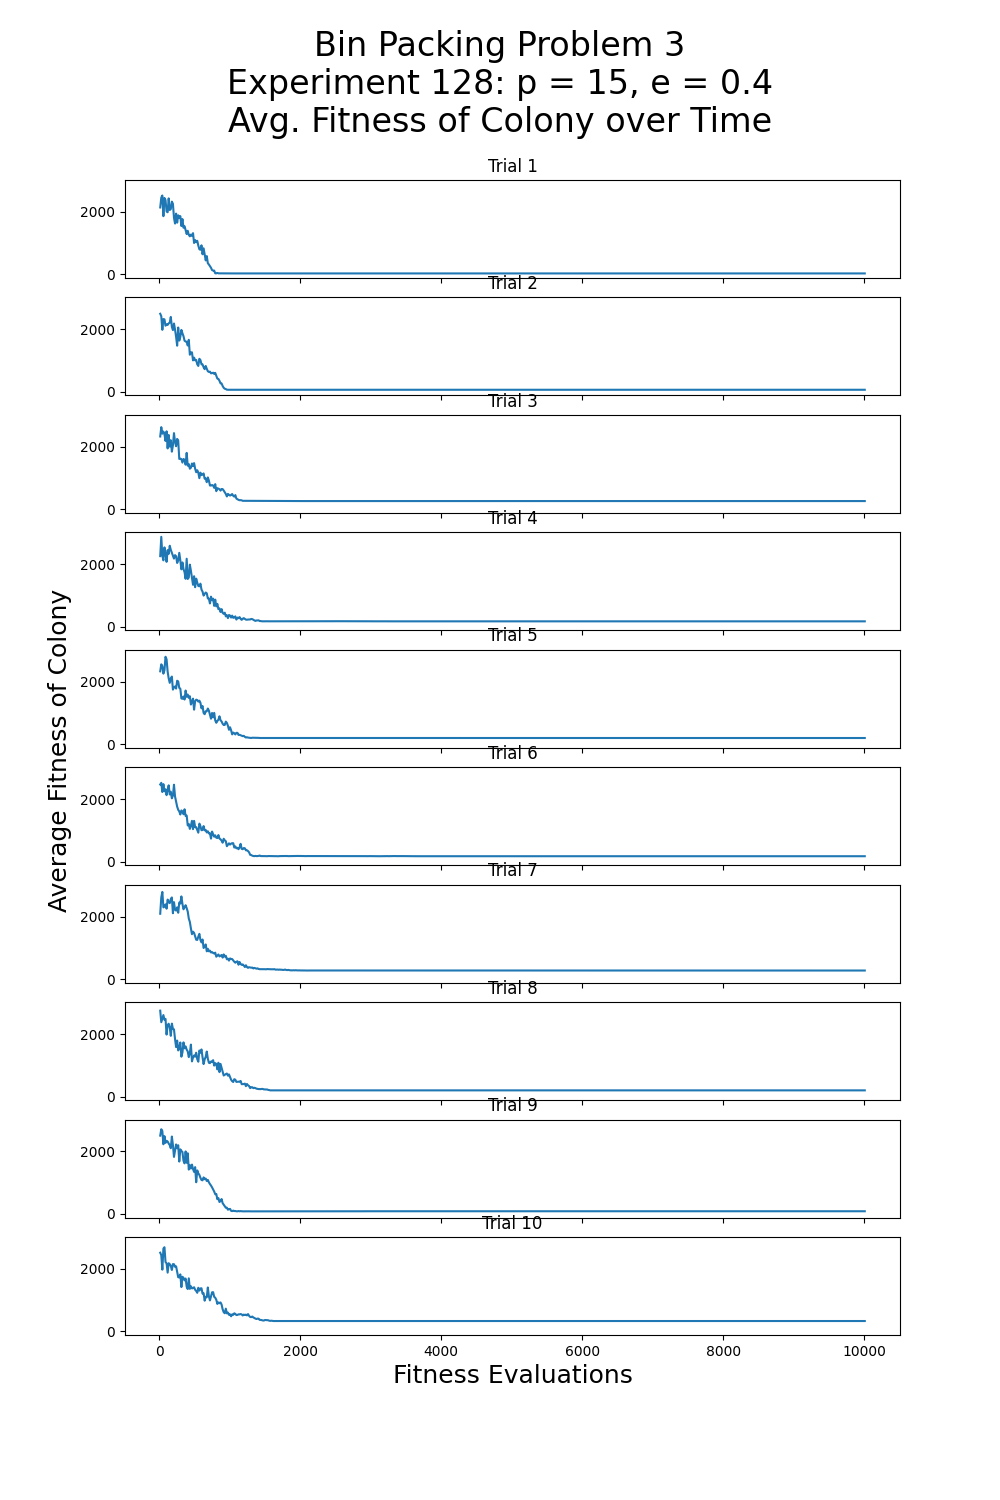 Bin Packing Problem 3
Experiment 128: p = 15, e = 0.4
Avg. Fitness of Colony over Time
Trial 1
2000
0
Trial 2
2000
0
Trial 3
2000
0
Trial 4
2000
0
Trial 5
2000
0
Trial 6
2000
0
Trial 7
2000
0
Trial 8
2000
0
Trial 9
2000
0
Trial 10
2000
0
0 2000 4000 6000 8000 10000
Fitness Evaluations
Average Fitness of Colony